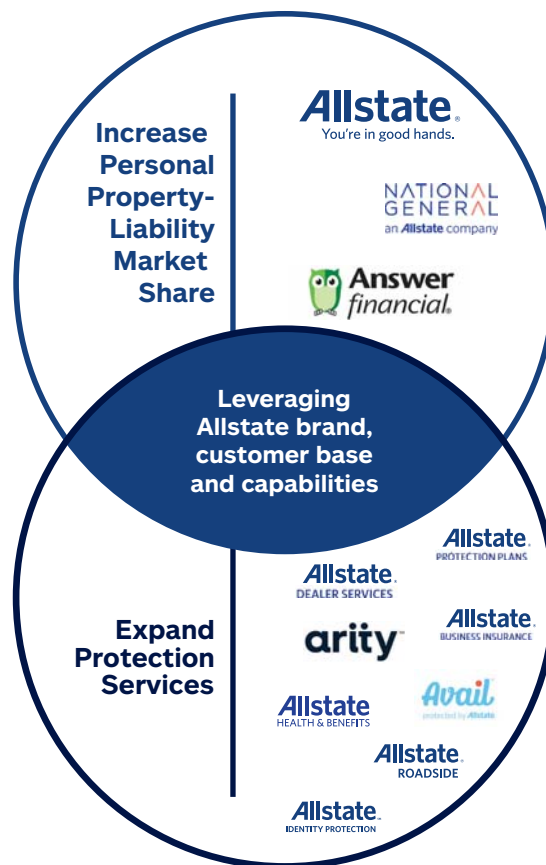 Increase
Personal
Property-
Liability
Market
Share
Allstate®
You're in good hands.
NATIONAL
GENERAL
an Allstate company
Answer
financial®
Leveraging
Allstate brand,
customer base
and capabilities
Expand
Protection
Services
Allstate®
PROTECTION PLANS
Allstate®
DEALER SERVICES
arity™
Allstate®
BUSINESS INSURANCE
Avail™
protected by Allstate
Allstate
HEALTH & BENEFITS
Allstate®
ROADSIDE
Allstate®
IDENTITY PROTECTION